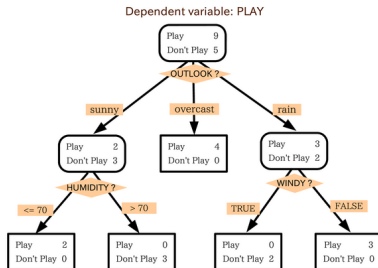 Dependent variable: PLAY
Play 9
Don't Play 5
OUTLOOK ?
sunny
overcast
rain
Play 2
Don't Play 3
Play 4
Don't Play 0
Play 3
Don't Play 2
HUMIDITY ?
WINDY ?
<= 70
> 70
TRUE
FALSE
Play 2
Don't Play 0
Play 0
Don't Play 3
Play 0
Don't Play 2
Play 3
Don't Play 0